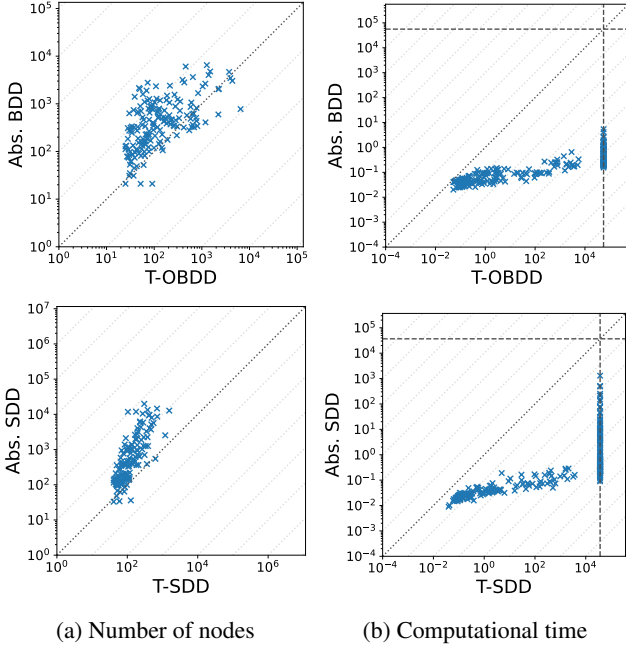 10^5
10^4
10^3
10^2
10^1
10^0
Abs. BDD
10^0 10^1 10^2 10^3 10^4 10^5
T-OBDD
10^5
10^4
10^3
10^2
10^1
10^0
10^−1
10^−2
10^−3
10^−4
Abs. BDD
10^−4 10^−2 10^0 10^2 10^4
T-OBDD
10^7
10^6
10^5
10^4
10^3
10^2
10^1
10^0
Abs. SDD
10^0 10^2 10^4 10^6
T-SDD
10^5
10^4
10^3
10^2
10^1
10^0
10^−1
10^−2
10^−3
10^−4
Abs. SDD
10^−4 10^−2 10^0 10^2 10^4
T-SDD
(a) Number of nodes
(b) Computational time